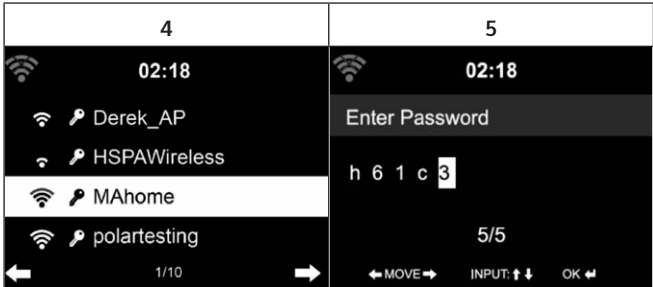 4
02:18
Derek_AP
HSPAWireless
MAhome
polartesting
1/10
5
02:18
Enter Password
h 6 1 c 3
5/5
MOVE INPUT: OK